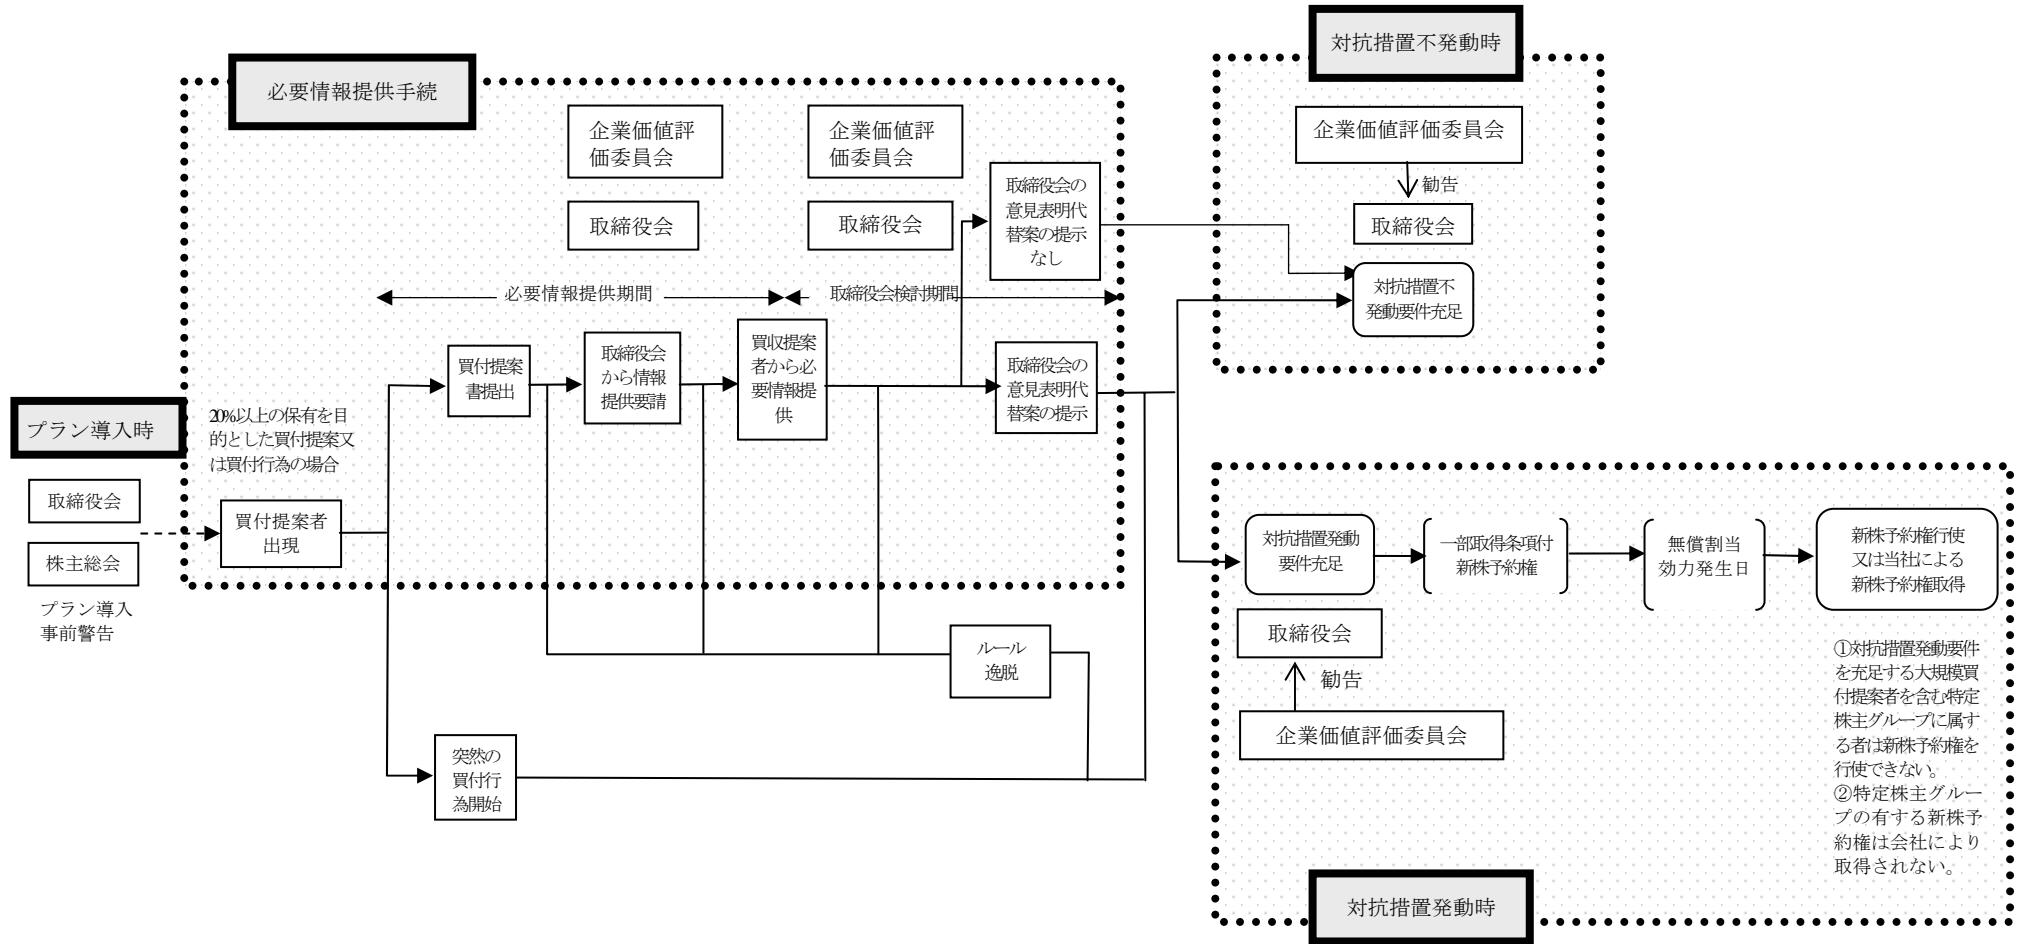 プラン導入時
取締役会
株主総会
プラン導入
事前警告
必要情報提供手続
20%以上の保有を目
的とした買付提案又
は買付行為の場合
買付提案者
出現
企業価値評
価委員会
取締役会
企業価値評
価委員会
取締役会
必要情報提供期間
取締役会検討期間
買付提案
書提出
取締役会
から情報
提供要請
買収提案
者から必
要情報提
供
取締役会の
意見表明代
替案の提示
なし
取締役会の
意見表明代
替案の提示
ルール
逸脱
突然の
買付行
為開始
対抗措置不発動時
企業価値評価委員会
勧告
取締役会
対抗措置不
発動要件充足
対抗措置発動
要件充足
一部取得条項付
新株予約権
無償割当
効力発生日
新株予約権行使
又は当社による
新株予約権取得
取締役会
勧告
企業価値評価委員会
①対抗措置発動要件
を充足する大規模買
付提案者を含む特定
株主グループに属す
る者は新株予約権を
行使できない。
②特定株主グルー
プの有する新株予
約権は会社により
取得されない。
対抗措置発動時